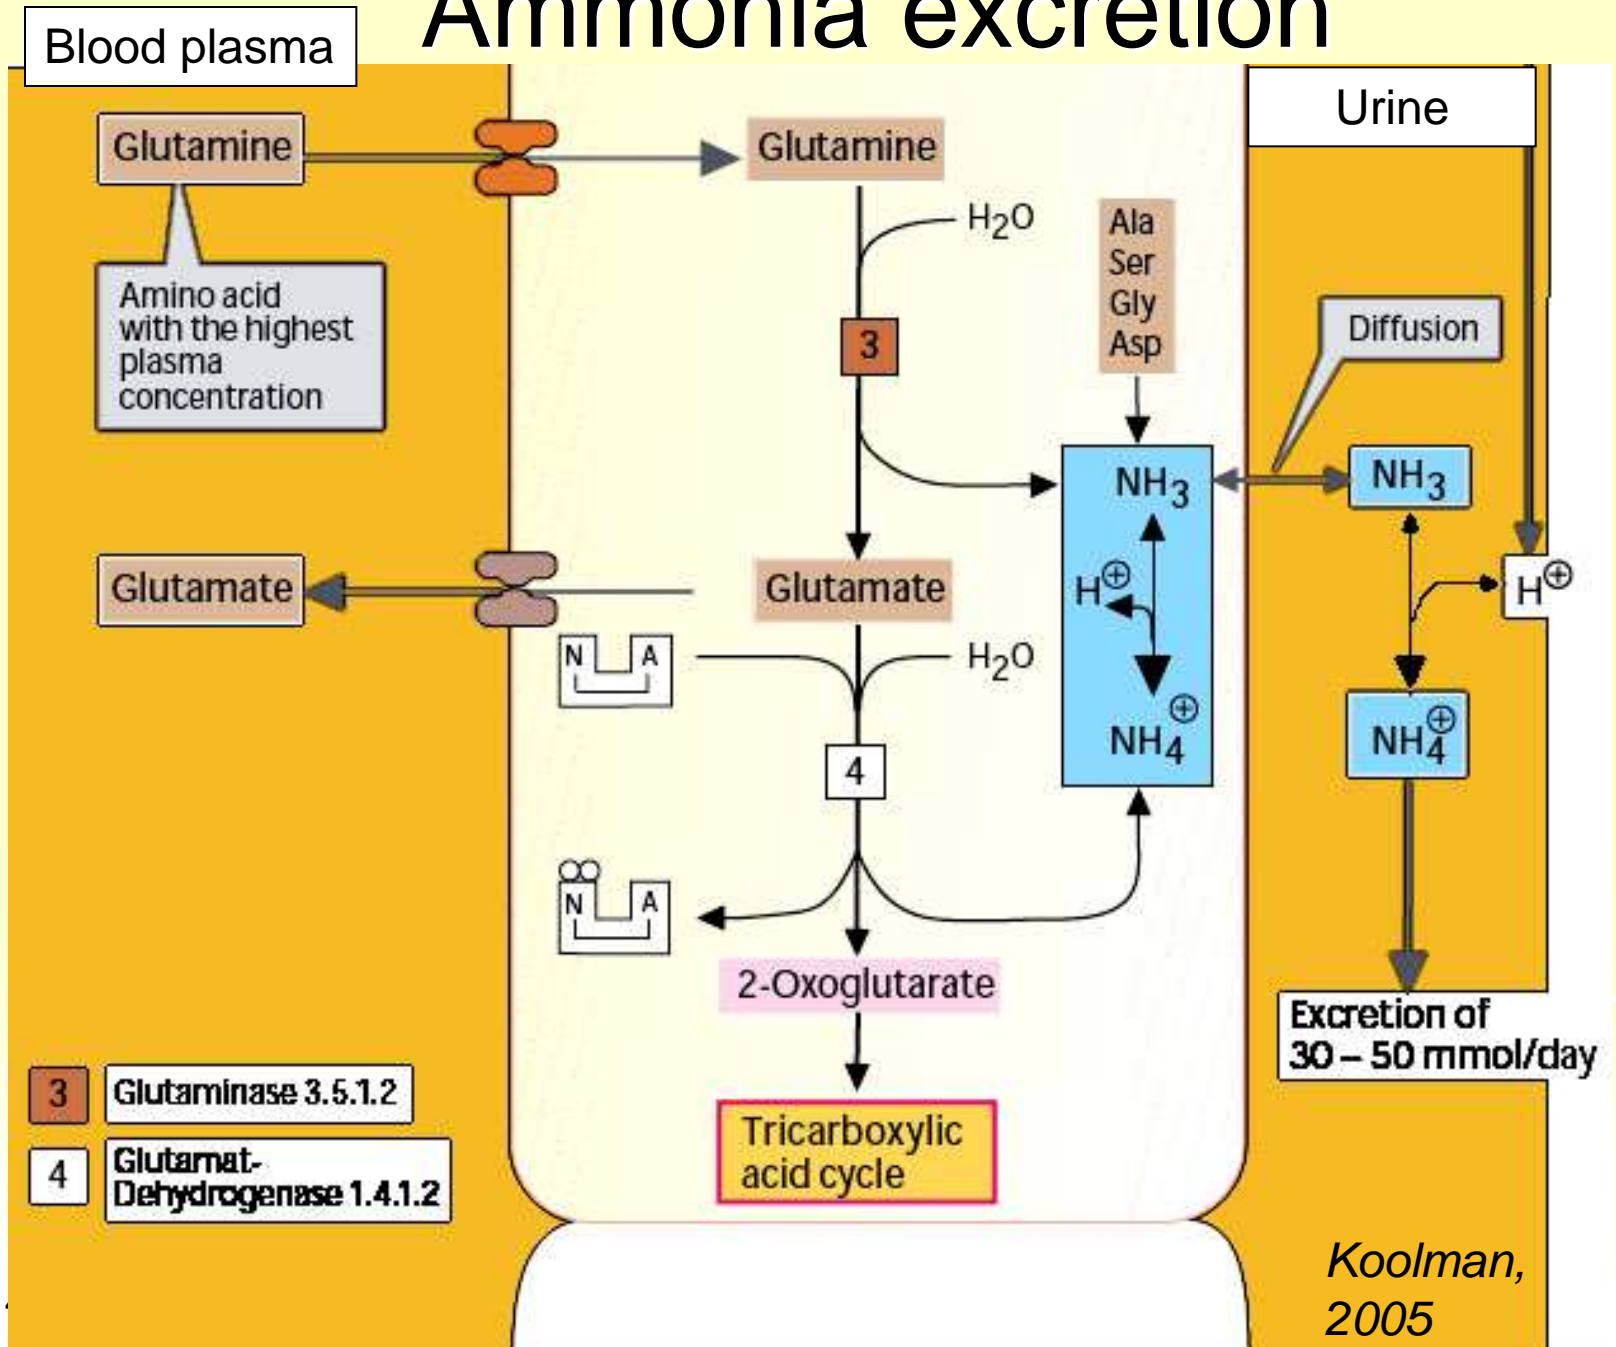 Ammonia excretion
Blood plasma
Urine
Glutamine
Glutamine
H₂O
Ala
Ser
Gly
Asp
Amino acid
with the highest
plasma
concentration
3
Diffusion
NH₃
NH₃
Glutamate
Glutamate
H⊕
H⊕
N A
H₂O
NH₄⊕
NH₄⊕
4
N A
2-Oxoglutarate
Excretion of
30 – 50 mmol/day
3
Glutaminase 3.5.1.2
4
Glutamat-
Dehydrogenase 1.4.1.2
Tricarboxylic
acid cycle
Koolman,
2005